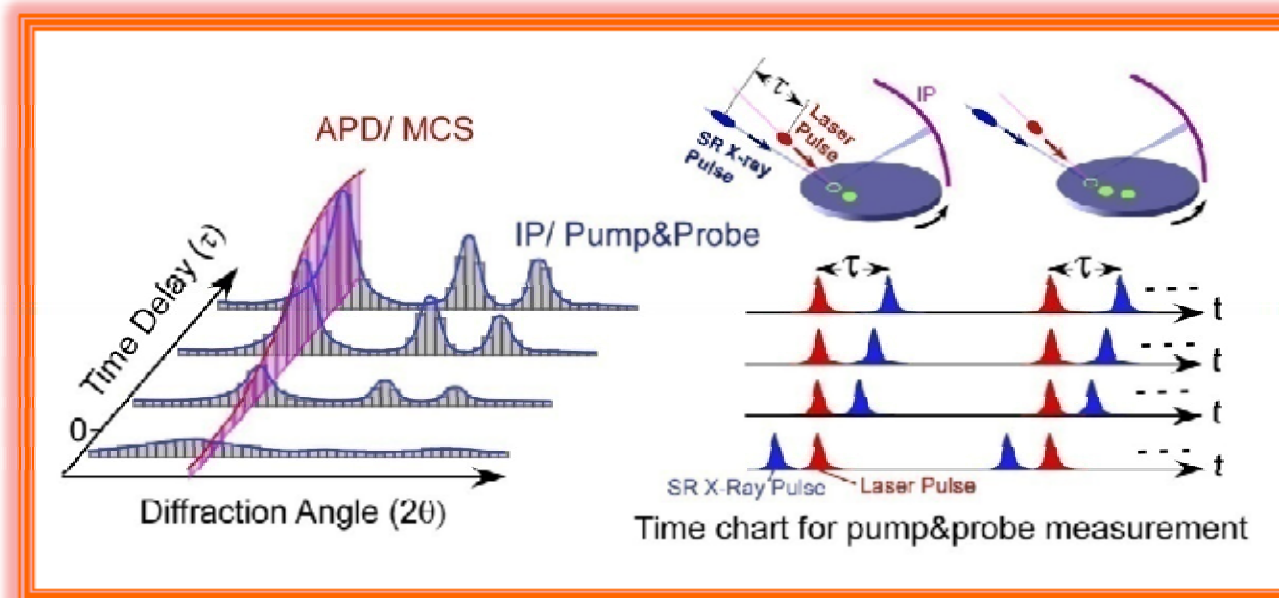 APD/ MCS
IP/ Pump&Probe
Time Delay (τ)
0
Diffraction Angle (2θ)
τ
Laser
Pulse
SR X-ray
Pulse
IP
τ
τ
t
t
t
t
SR X-Ray Pulse
Laser Pulse
Time chart for pump&probe measurement